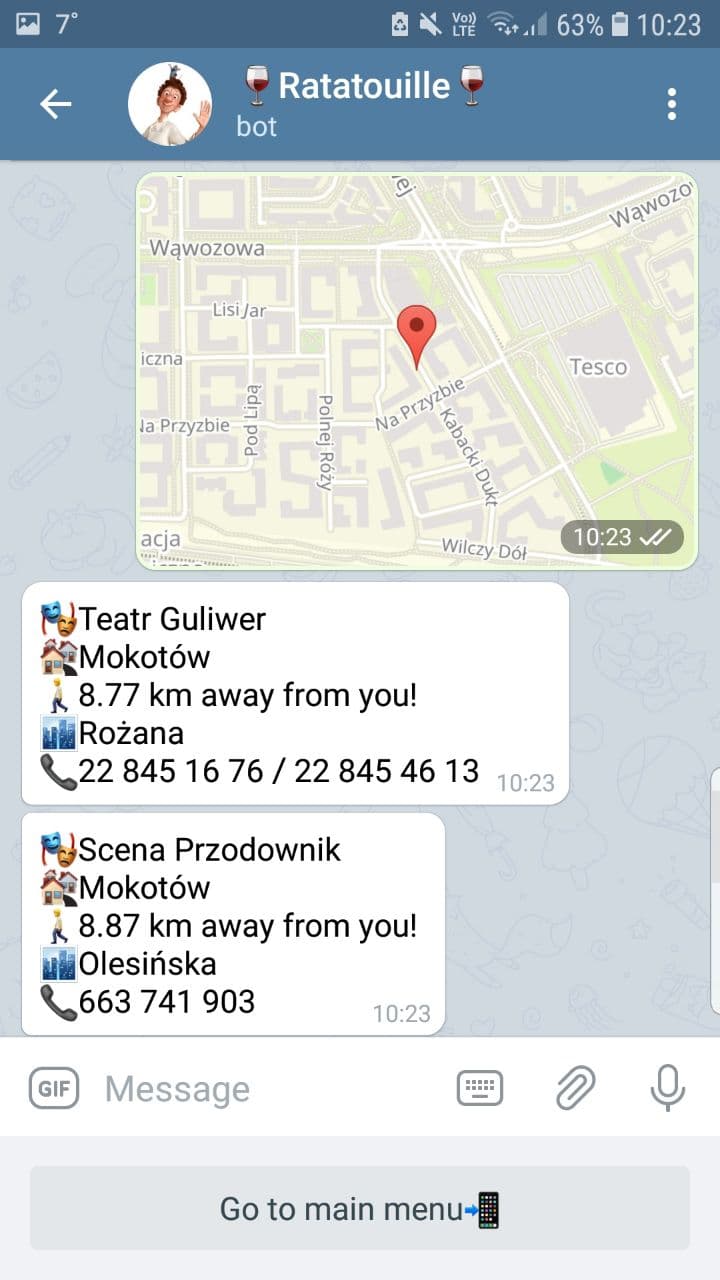 7°
Vo))
LTE
63%
10:23
🍷Ratatouille🍷
bot
Wąwozo
Wąwozowa
Lisi Jar
iczna
Tesco
Na Przyzbie
Pod Lipą
Polnej Róży
Na Przyzbie
Kabacki Dukt
acja
Wilczy Dół
10:23
🎭Teatr Guliwer
🏘Mokotów
🚶8.77 km away from you!
🏙Rożana
📞22 845 16 76 / 22 845 46 13
10:23
🎭Scena Przodownik
🏘Mokotów
🚶8.87 km away from you!
🏙Olesińska
📞663 741 903
10:23
GIF
Message
Go to main menu📲